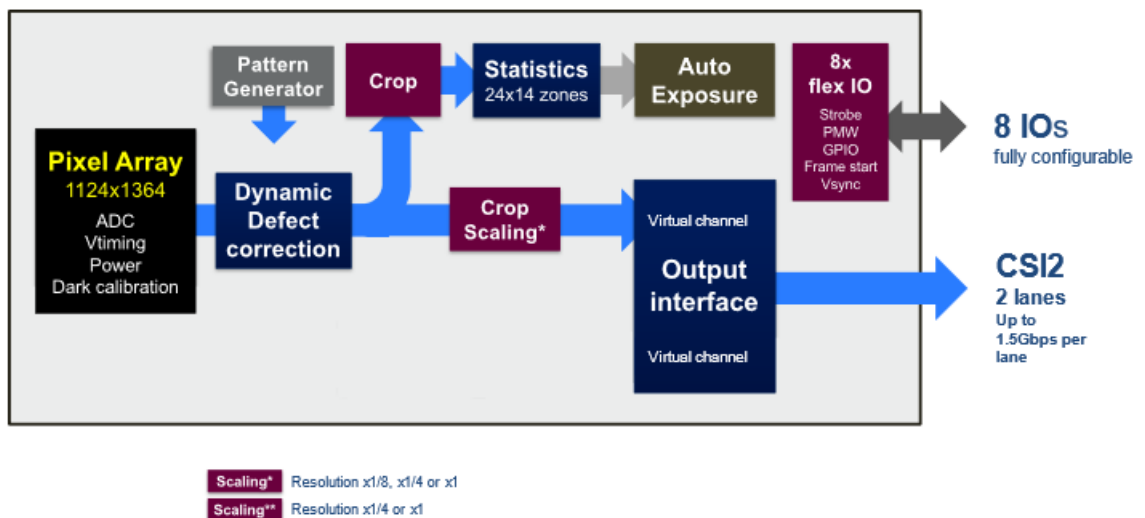 Pattern
Generator
Crop
Statistics
24x14 zones
Auto
Exposure
8x
flex IO
Strobe
PMW
GPIO
Frame start
Vsync
8 IOs
fully configurable
Pixel Array
1124x1364
ADC
Vtiming
Power
Dark calibration
Dynamic
Defect
correction
Crop
Scaling*
Virtual channel
Output
interface
Virtual channel
CSI2
2 lanes
Up to
1.5Gbps per
lane
Scaling* Resolution x1/8, x1/4 or x1
Scaling** Resolution x1/4 or x1